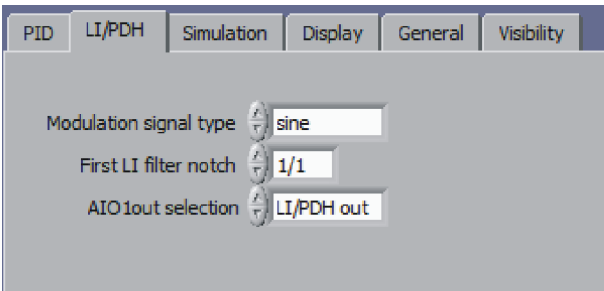 PID LI/PDH Simulation Display General Visibility
Modulation signal type sine
First LI filter notch 1/1
AIO1out selection LI/PDH out